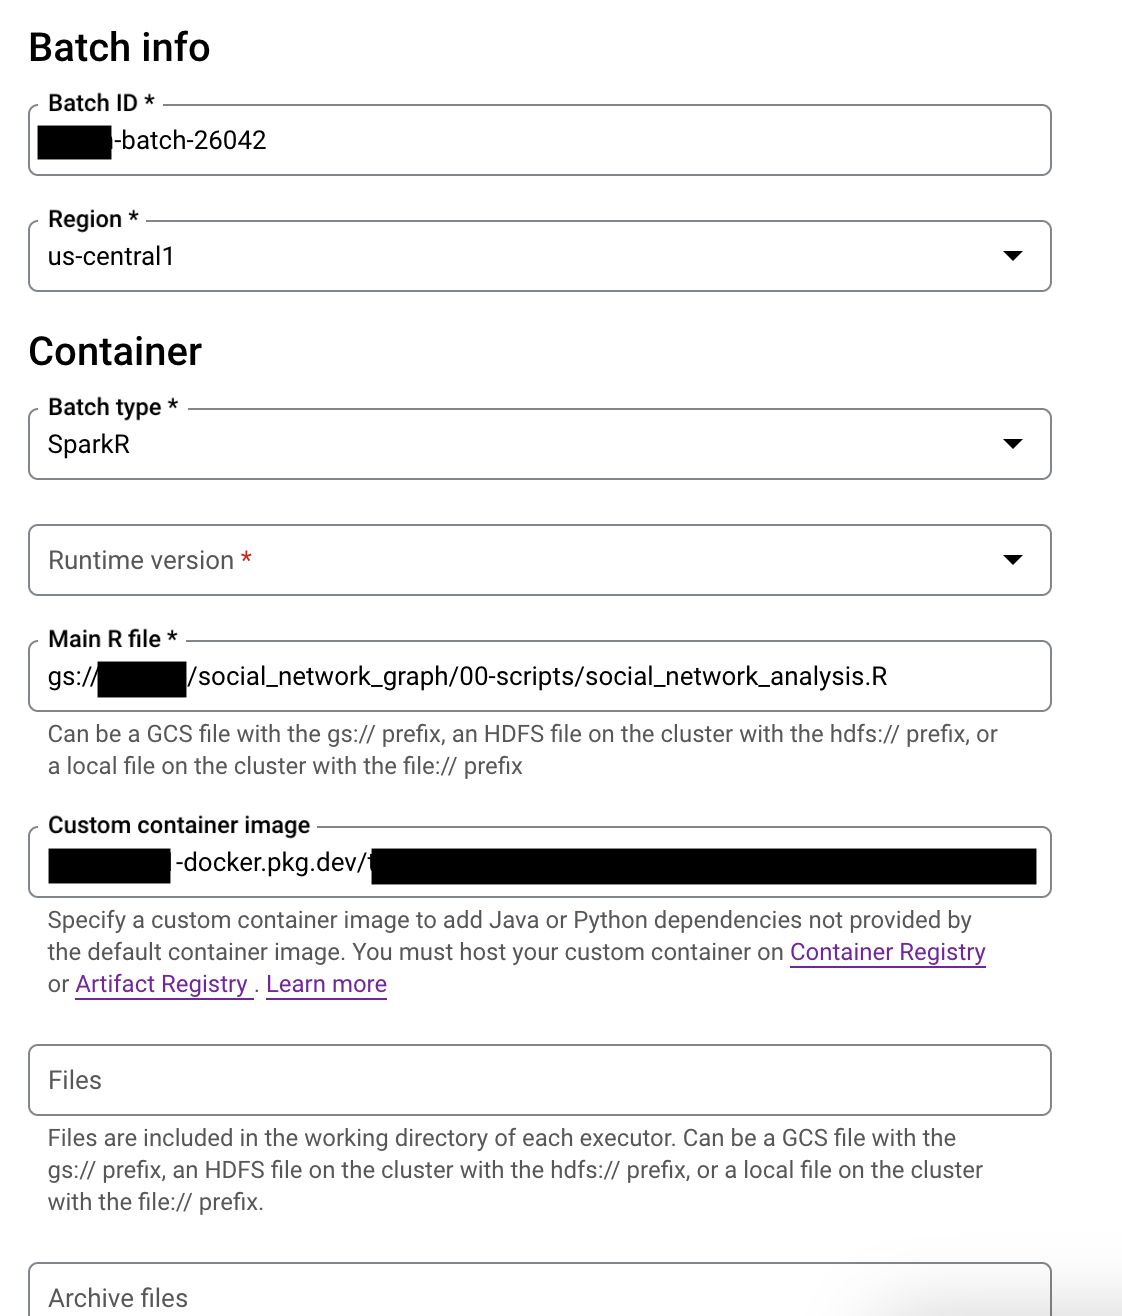 Batch info
Batch ID *
-batch-26042
Region *
us-central1
Container
Batch type *
SparkR
Runtime version *
Main R file *
gs:// /social_network_graph/00-scripts/social_network_analysis.R
Can be a GCS file with the gs:// prefix, an HDFS file on the cluster with the hdfs:// prefix, or
a local file on the cluster with the file:// prefix
Custom container image
-docker.pkg.dev/
Specify a custom container image to add Java or Python dependencies not provided by
the default container image. You must host your custom container on Container Registry
or Artifact Registry . Learn more
Files
Files are included in the working directory of each executor. Can be a GCS file with the
gs:// prefix, an HDFS file on the cluster with the hdfs:// prefix, or a local file on the cluster
with the file:// prefix.
Archive files